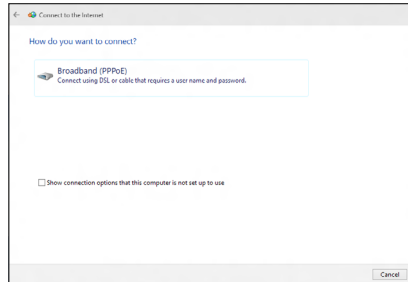 Connect to the Internet
How do you want to connect?
Broadband (PPPoE)
Connect using DSL or cable that requires a user name and password.
Show connection options that this computer is not set up to use
Cancel